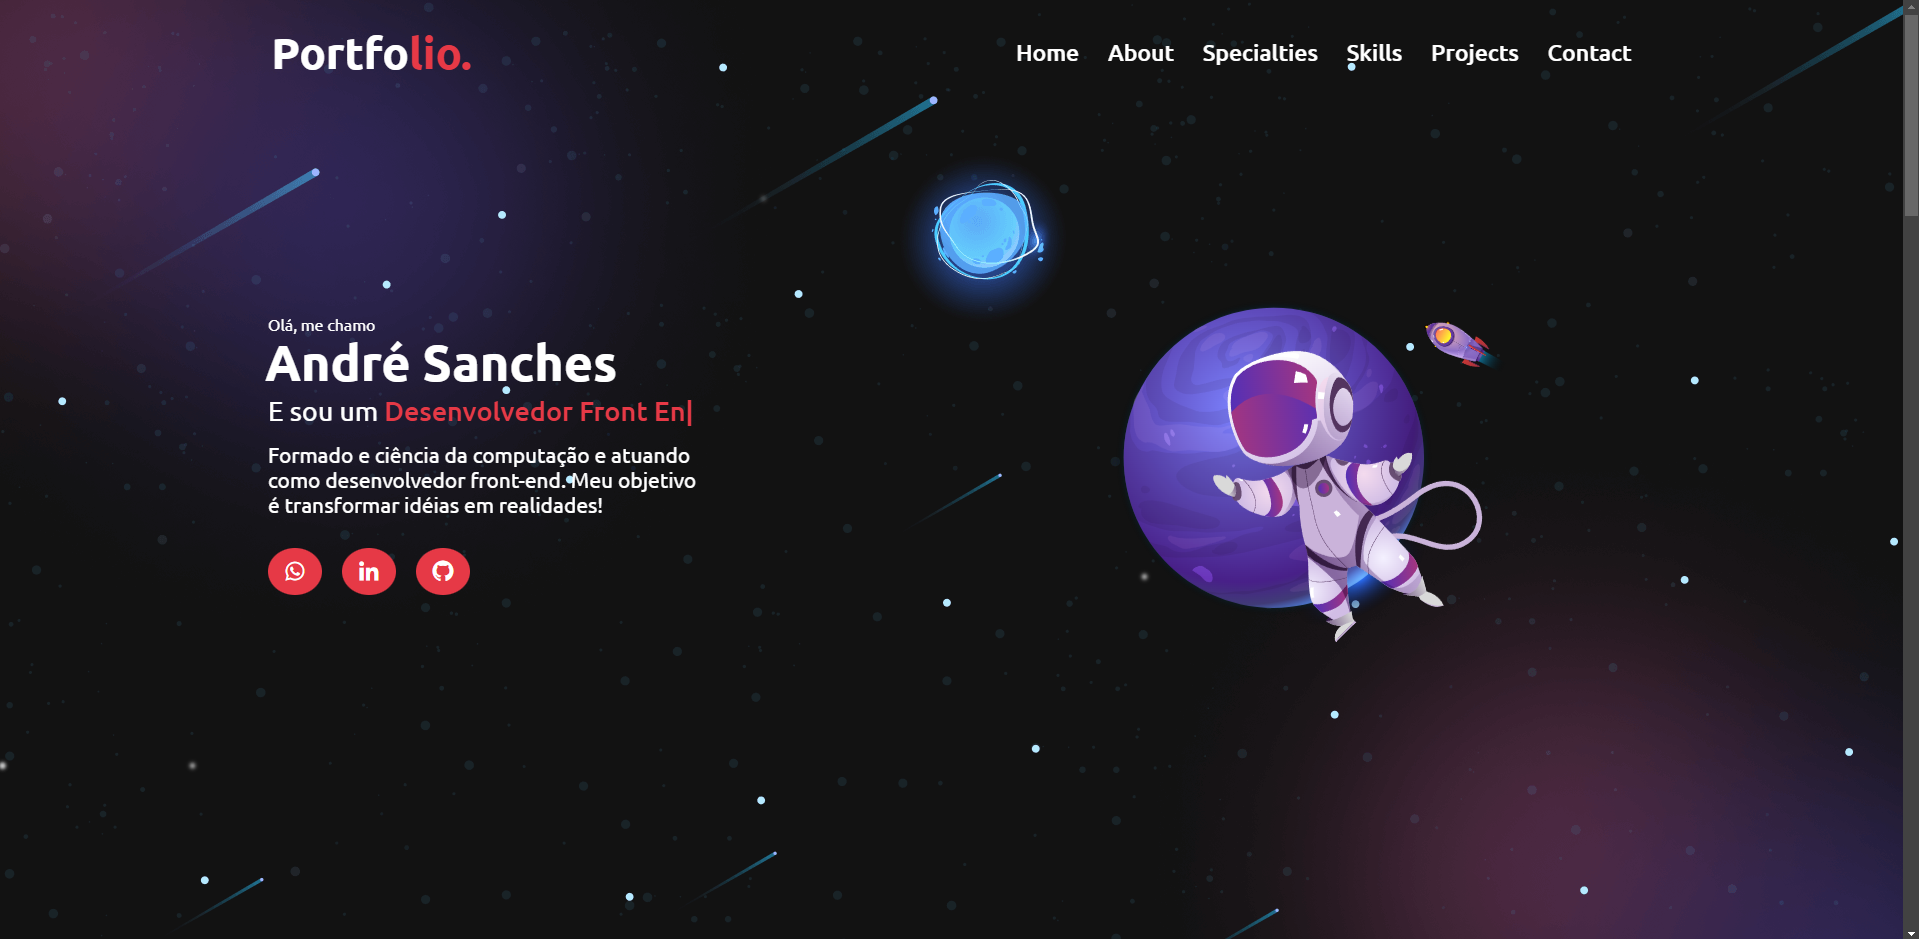 Portfolio.
Home About Specialties Skills Projects Contact
Olá, me chamo
André Sanches
E sou um Desenvolvedor Front En|
Formado e ciência da computação e atuando
como desenvolvedor front-end. Meu objetivo
é transformar idéias em realidades!
in